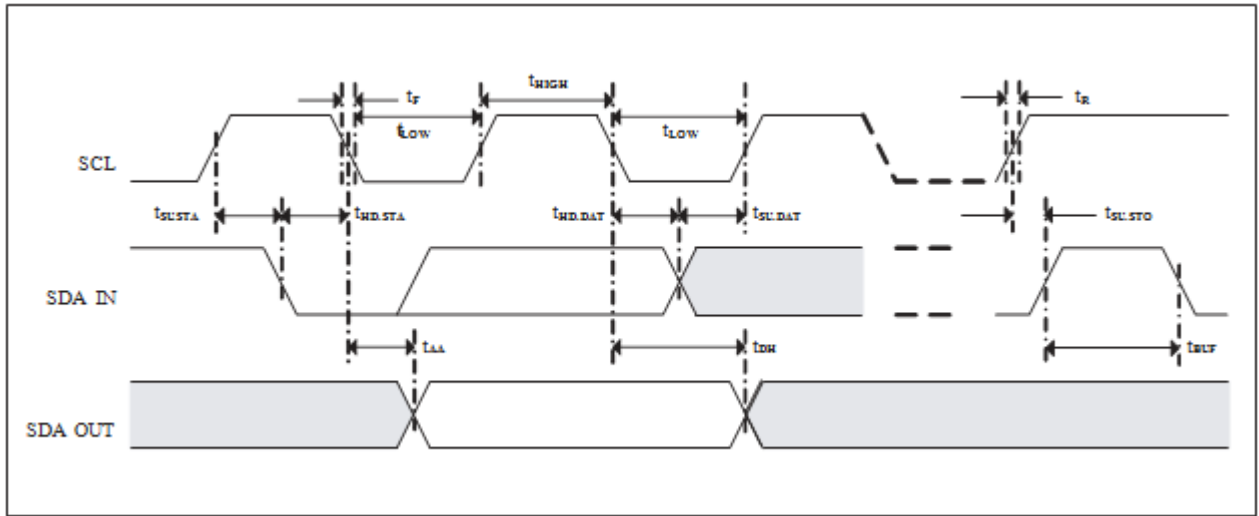 tHIGH
tF
tR
tLOW
tLOW
SCL
tSU.STA
tHD.STA
tHD.DAT
tSU.DAT
tSU.STO
SDA IN
tAA
tDH
tBUF
SDA OUT